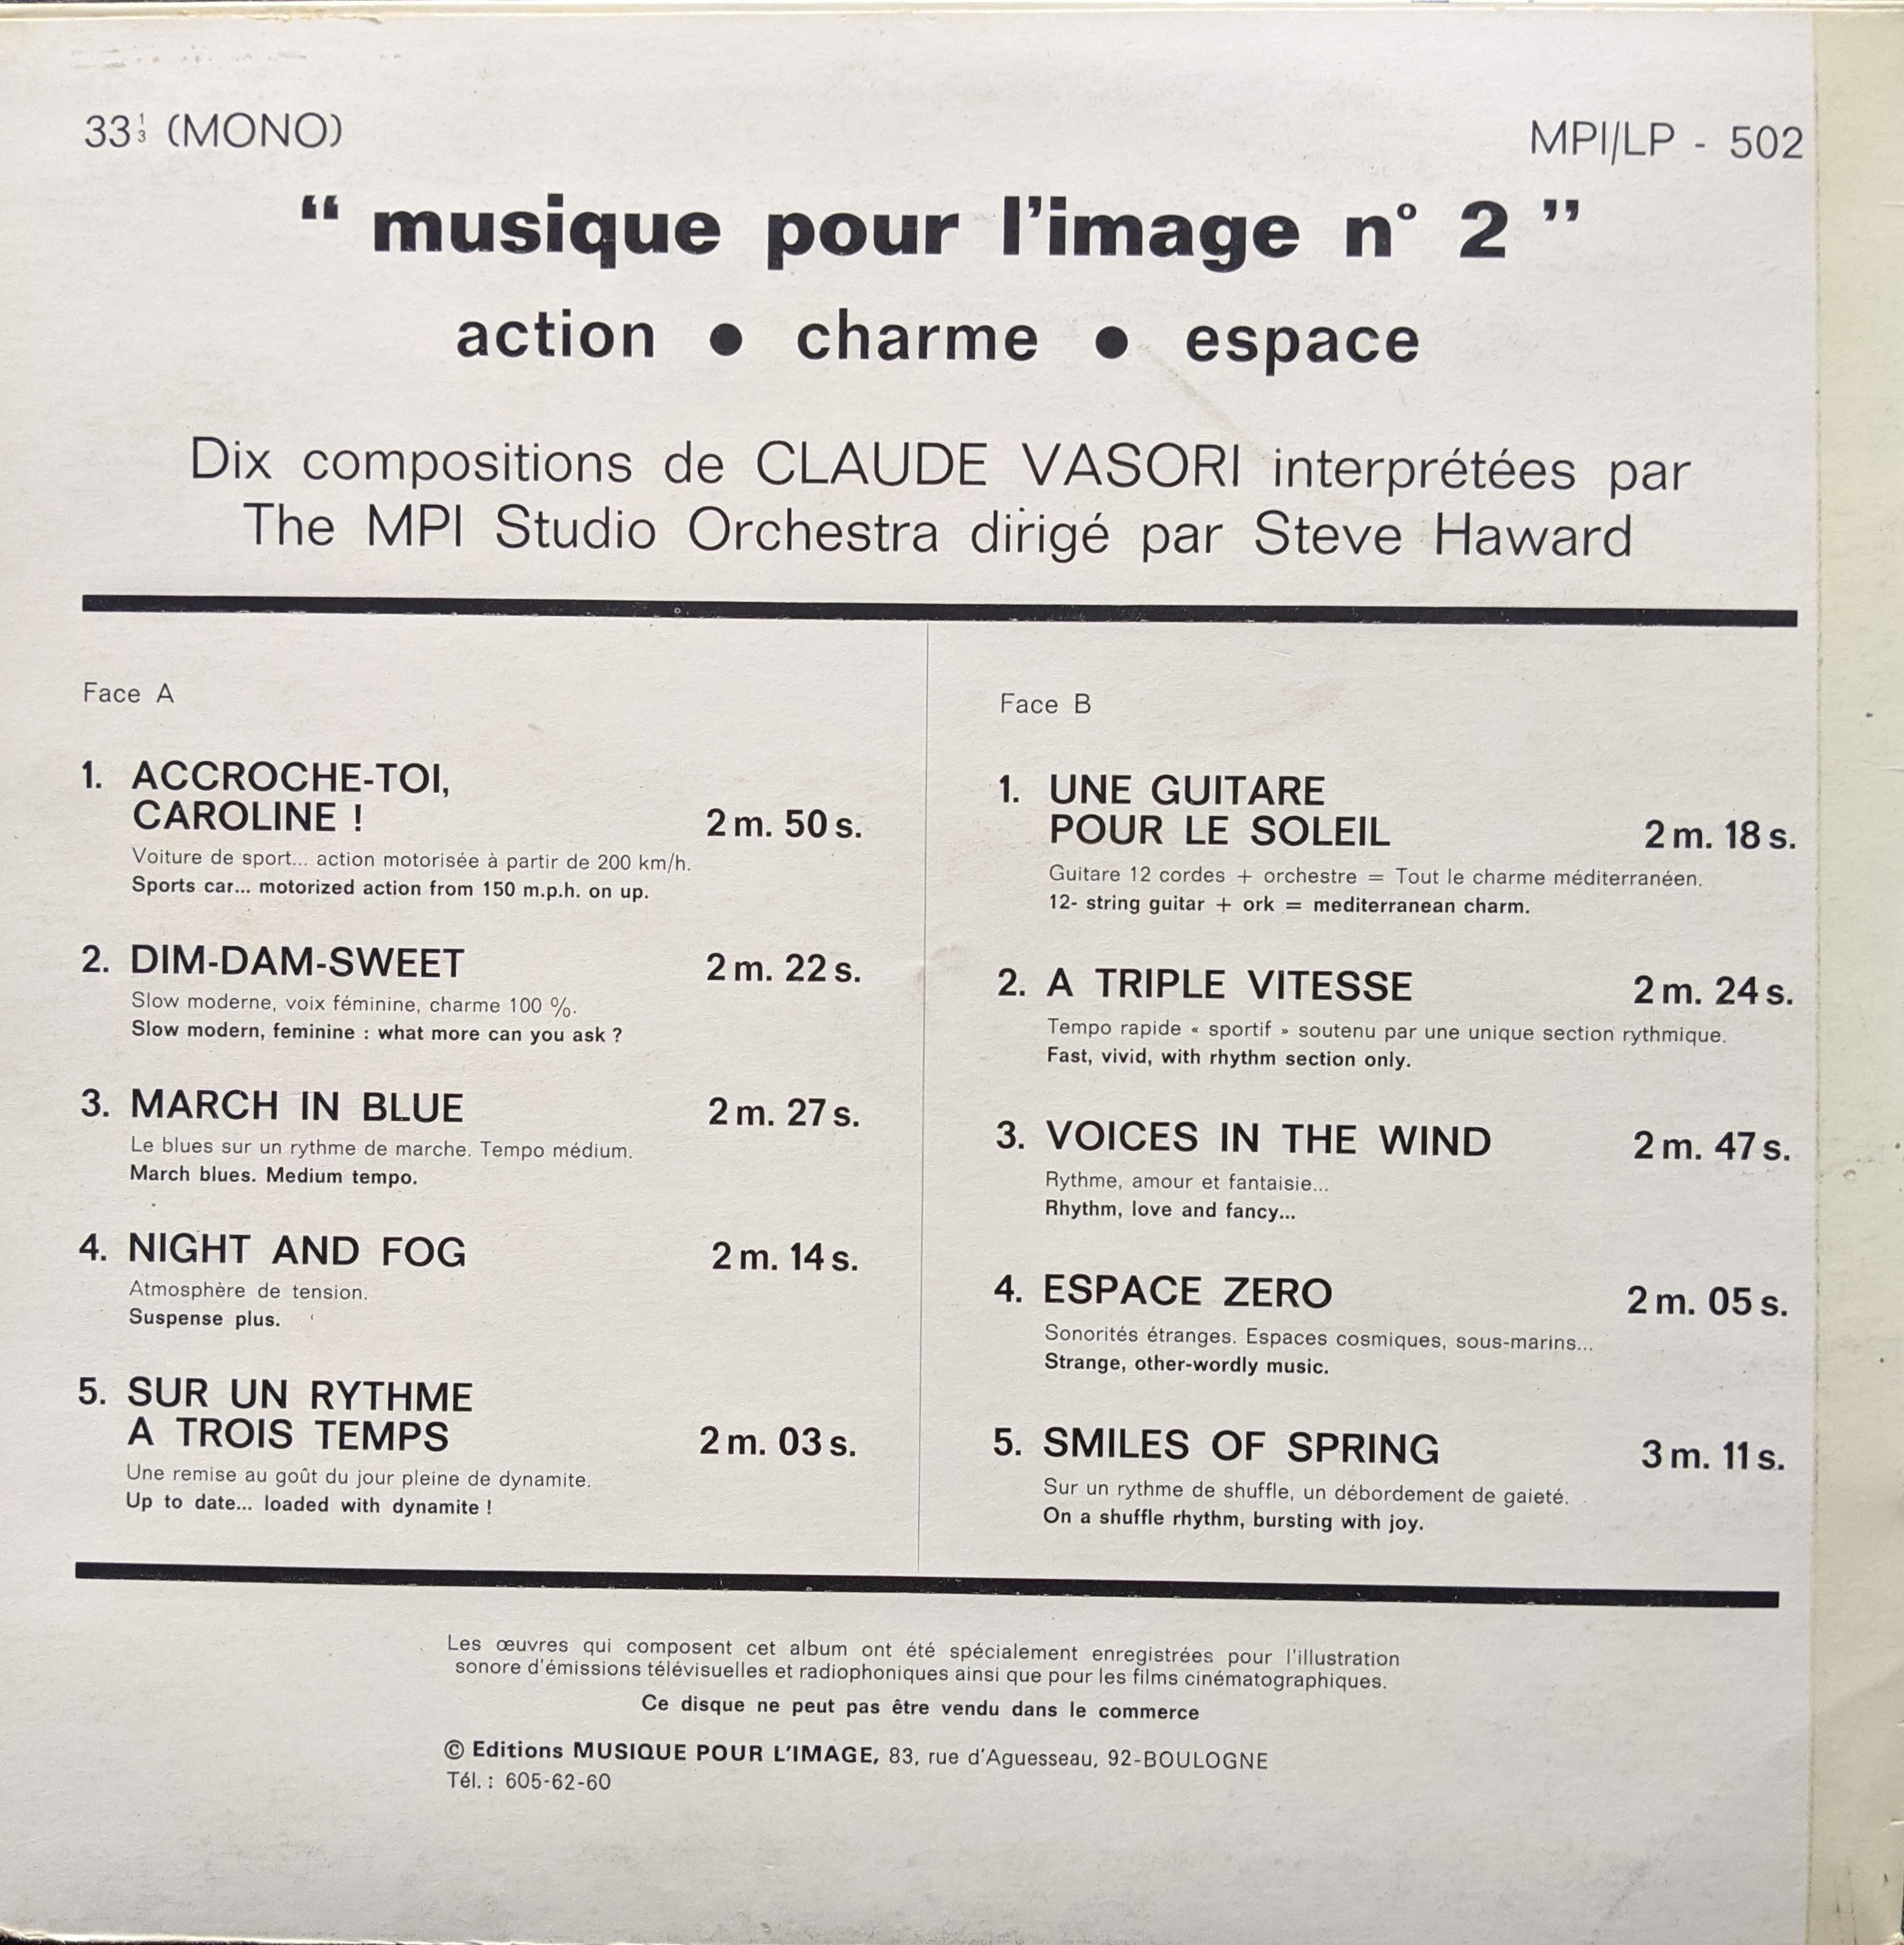 33⅓ (MONO)
MPI/LP - 502
“ musique pour l'image n° 2 ”
action ● charme ● espace
Dix compositions de CLAUDE VASORI interprétées par
The MPI Studio Orchestra dirigé par Steve Haward
Face A
1. ACCROCHE-TOI,
CAROLINE ! 2 m. 50 s.
Voiture de sport... action motorisée à partir de 200 km/h.
Sports car... motorized action from 150 m.p.h. on up.
2. DIM-DAM-SWEET 2 m. 22 s.
Slow moderne, voix féminine, charme 100 %.
Slow modern, feminine : what more can you ask ?
3. MARCH IN BLUE 2 m. 27 s.
Le blues sur un rythme de marche. Tempo médium.
March blues. Medium tempo.
4. NIGHT AND FOG 2 m. 14 s.
Atmosphère de tension.
Suspense plus.
5. SUR UN RYTHME
A TROIS TEMPS 2 m. 03 s.
Une remise au goût du jour pleine de dynamite.
Up to date... loaded with dynamite !
Face B
1. UNE GUITARE
POUR LE SOLEIL 2 m. 18 s.
Guitare 12 cordes + orchestre = Tout le charme méditerranéen.
12- string guitar + ork = mediterranean charm.
2. A TRIPLE VITESSE 2 m. 24 s.
Tempo rapide « sportif » soutenu par une unique section rythmique.
Fast, vivid, with rhythm section only.
3. VOICES IN THE WIND 2 m. 47 s.
Rythme, amour et fantaisie...
Rhythm, love and fancy...
4. ESPACE ZERO 2 m. 05 s.
Sonorités étranges. Espaces cosmiques, sous-marins...
Strange, other-wordly music.
5. SMILES OF SPRING 3 m. 11 s.
Sur un rythme de shuffle, un débordement de gaieté.
On a shuffle rhythm, bursting with joy.
Les œuvres qui composent cet album ont été spécialement enregistrées pour l'illustration
sonore d'émissions télévisuelles et radiophoniques ainsi que pour les films cinématographiques.
Ce disque ne peut pas être vendu dans le commerce
© Editions MUSIQUE POUR L'IMAGE, 83, rue d'Aguesseau, 92-BOULOGNE
Tél. : 605-62-60